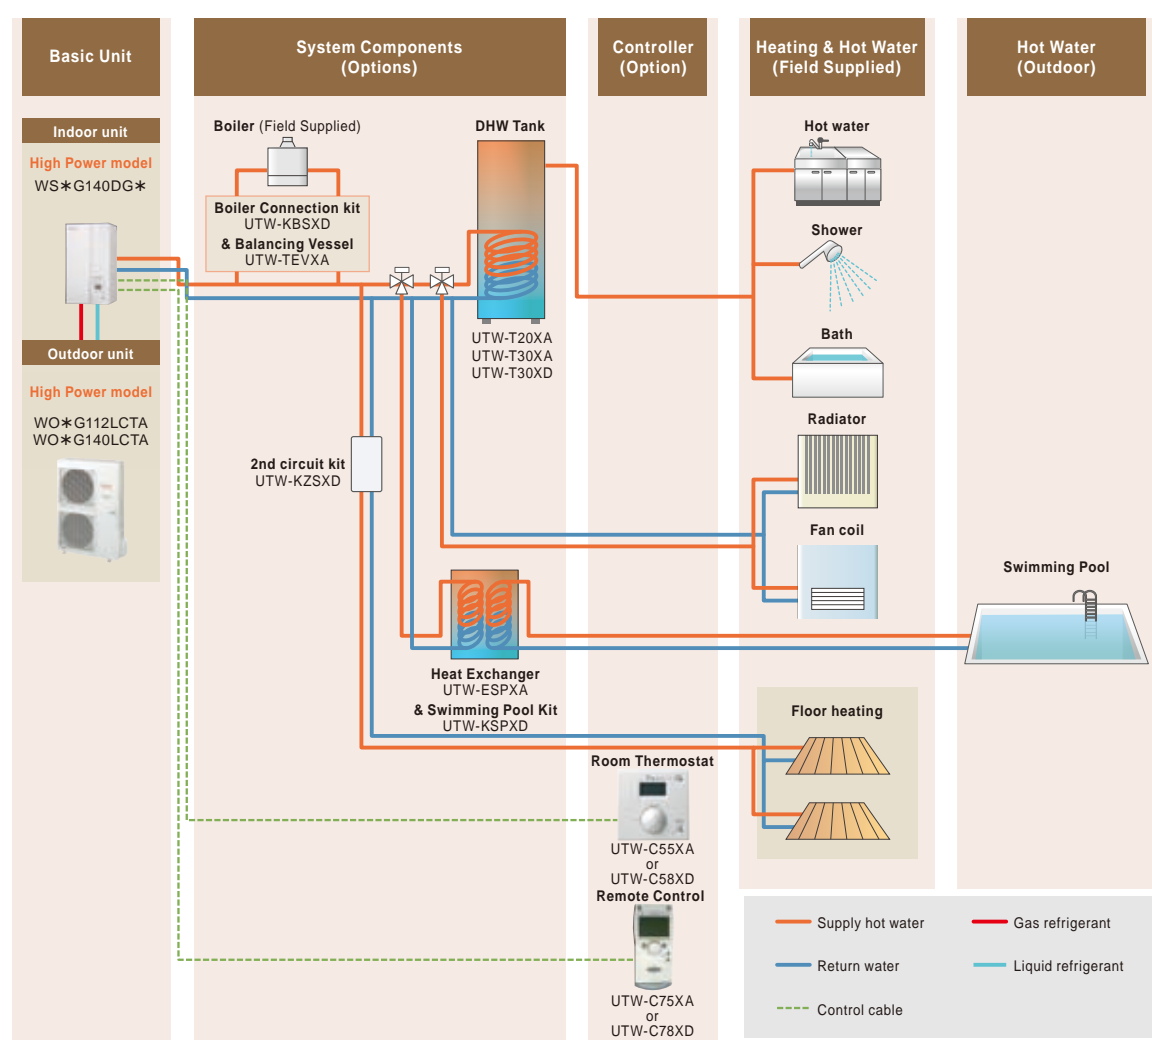 Basic Unit
System Components
(Options)
Controller
(Option)
Heating & Hot Water
(Field Supplied)
Hot Water
(Outdoor)
Indoor unit
High Power model
WS＊G140DG＊
Outdoor unit
High Power model
WO＊G112LCTA
WO＊G140LCTA
Boiler (Field Supplied)
Boiler Connection kit
UTW-KBSXD
& Balancing Vessel
UTW-TEVXA
DHW Tank
UTW-T20XA
UTW-T30XA
UTW-T30XD
2nd circuit kit
UTW-KZSXD
Heat Exchanger
UTW-ESPXA
& Swimming Pool Kit
UTW-KSPXD
Room Thermostat
UTW-C55XA
or
UTW-C58XD
Remote Control
UTW-C75XA
or
UTW-C78XD
Hot water
Shower
Bath
Radiator
Fan coil
Floor heating
Swimming Pool
Supply hot water
Gas refrigerant
Return water
Liquid refrigerant
Control cable